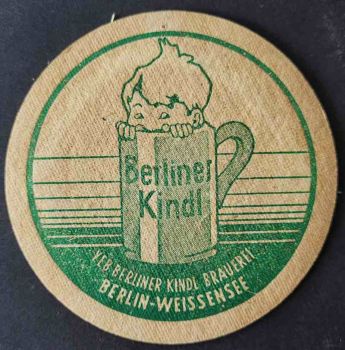 Berliner
Kindl
VEB BERLINER KINDL BRAUEREI
BERLIN-WEISSENSEE